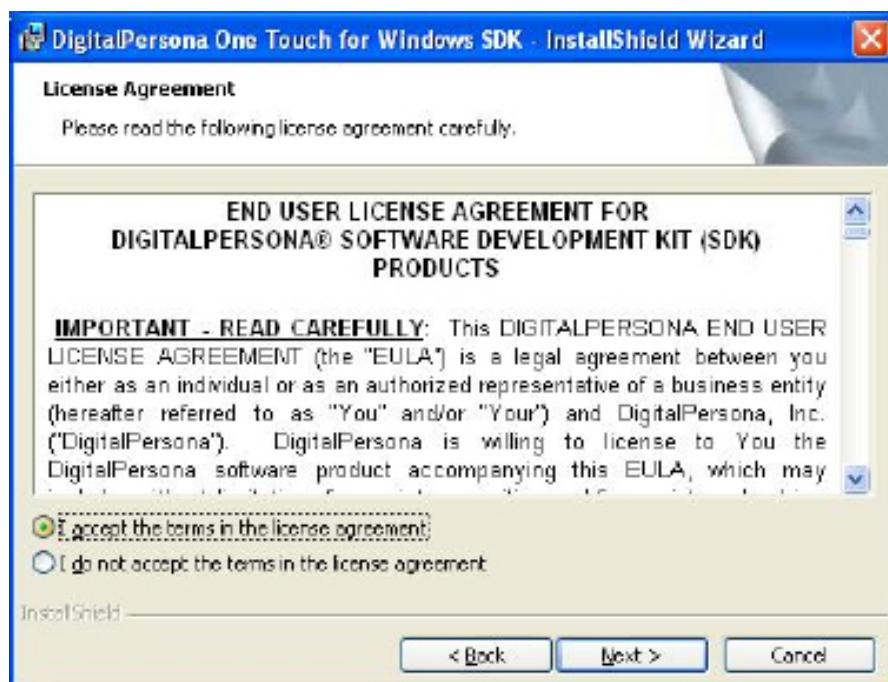 DigitalPersona One Touch for Windows SDK - InstallShield Wizard
License Agreement
Please read the following license agreement carefully.
END USER LICENSE AGREEMENT FOR
DIGITALPERSONA® SOFTWARE DEVELOPMENT KIT (SDK)
PRODUCTS
IMPORTANT - READ CAREFULLY: This DIGITALPERSONA END USER
LICENSE AGREEMENT (the "EULA") is a legal agreement between you
either as an individual or as an authorized representative of a business entity
(hereafter referred to as "You" and/or "Your") and DigitalPersona, Inc.
("DigitalPersona"). DigitalPersona is willing to license to You the
DigitalPersona software product accompanying this EULA, which may
I accept the terms in the license agreement
I do not accept the terms in the license agreement
InstallShield
< Back
Next >
Cancel